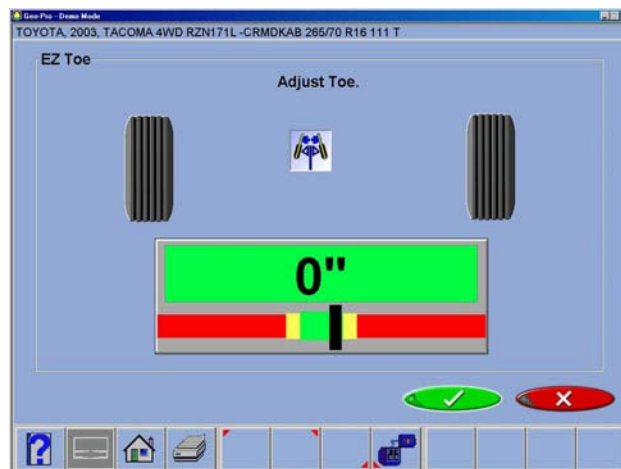 Geo-Pro - Demo Mode
TOYOTA, 2003, TACOMA 4WD RZN171L -CRMDKAB 265/70 R16 111 T
EZ Toe
Adjust Toe.
0"
?